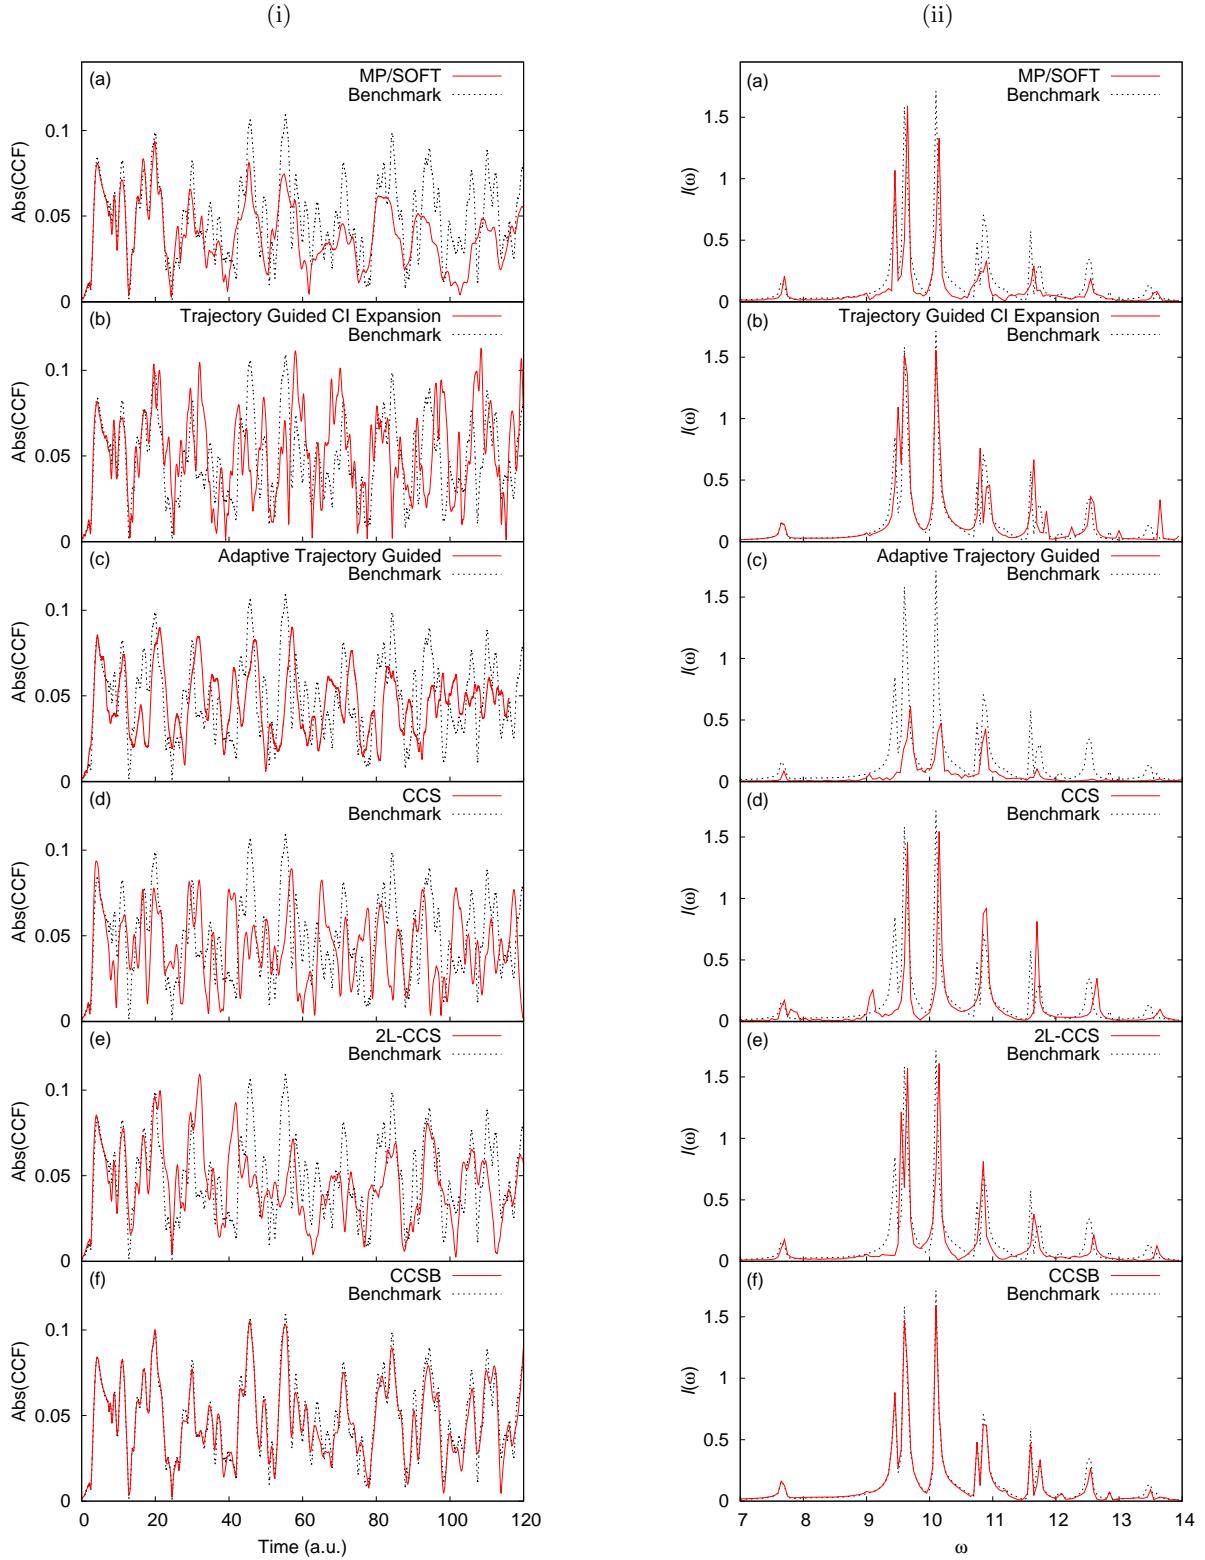 (i)
(a)
MP/SOFT
Benchmark
Abs(CCF)
0.1
0.05
0
(b)
Trajectory Guided CI Expansion
Benchmark
Abs(CCF)
0.1
0.05
0
(c)
Adaptive Trajectory Guided
Benchmark
Abs(CCF)
0.1
0.05
0
(d)
CCS
Benchmark
Abs(CCF)
0.1
0.05
0
(e)
2L-CCS
Benchmark
Abs(CCF)
0.1
0.05
0
(f)
CCSB
Benchmark
Abs(CCF)
0.1
0.05
0
0 20 40 60 80 100 120
Time (a.u.)
(ii)
(a)
MP/SOFT
Benchmark
I(ω)
1.5
1
0.5
0
(b)
Trajectory Guided CI Expansion
Benchmark
I(ω)
1.5
1
0.5
0
(c)
Adaptive Trajectory Guided
Benchmark
I(ω)
1.5
1
0.5
0
(d)
CCS
Benchmark
I(ω)
1.5
1
0.5
0
(e)
2L-CCS
Benchmark
I(ω)
1.5
1
0.5
0
(f)
CCSB
Benchmark
I(ω)
1.5
1
0.5
0
7 8 9 10 11 12 13 14
ω